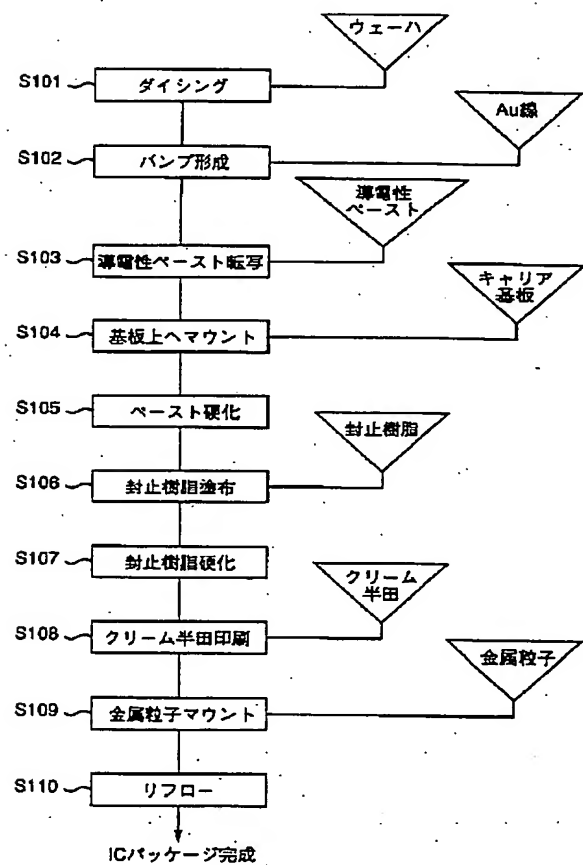 ウェーハ
S101 ダイシング
Au線
S102 バンプ形成
導電性
ペースト
S103 導電性ペースト転写
キャリア
基板
S104 基板上へマウント
S105 ペースト硬化
封止樹脂
S106 封止樹脂塗布
S107 封止樹脂硬化
クリーム
半田
S108 クリーム半田印刷
金属粒子
S109 金属粒子マウント
S110 リフロー
ICパッケージ完成